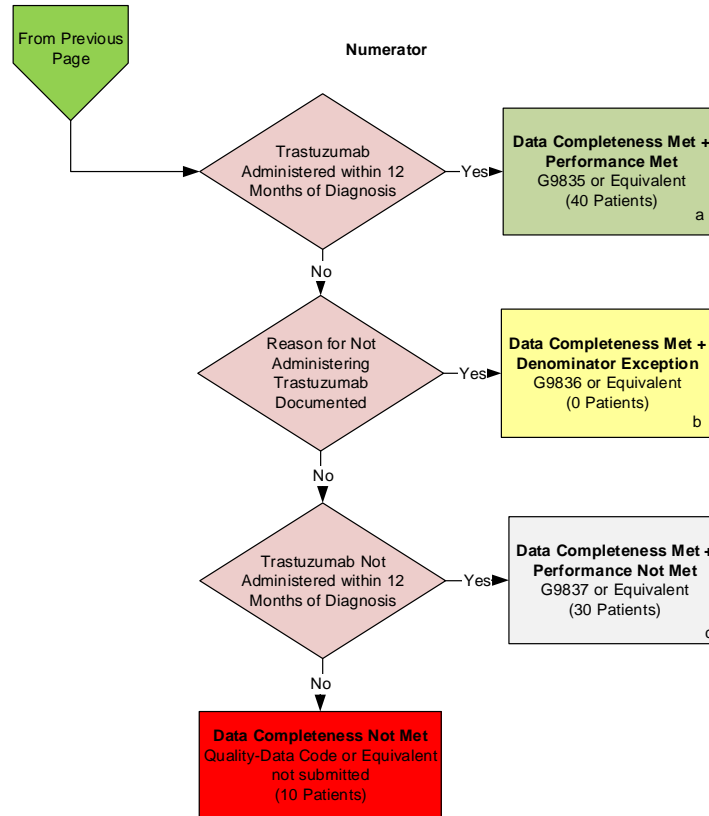 From Previous
Page
Numerator
Trastuzumab
Administered within 12
Months of Diagnosis
Yes
Data Completeness Met +
Performance Met
G9835 or Equivalent
(40 Patients)
a
No
Reason for Not
Administering
Trastuzumab
Documented
Yes
Data Completeness Met +
Denominator Exception
G9836 or Equivalent
(0 Patients)
b
No
Trastuzumab Not
Administered within 12
Months of Diagnosis
Yes
Data Completeness Met +
Performance Not Met
G9837 or Equivalent
(30 Patients)
No
Data Completeness Not Met
Quality-Data Code or Equivalent
not submitted
(10 Patients)